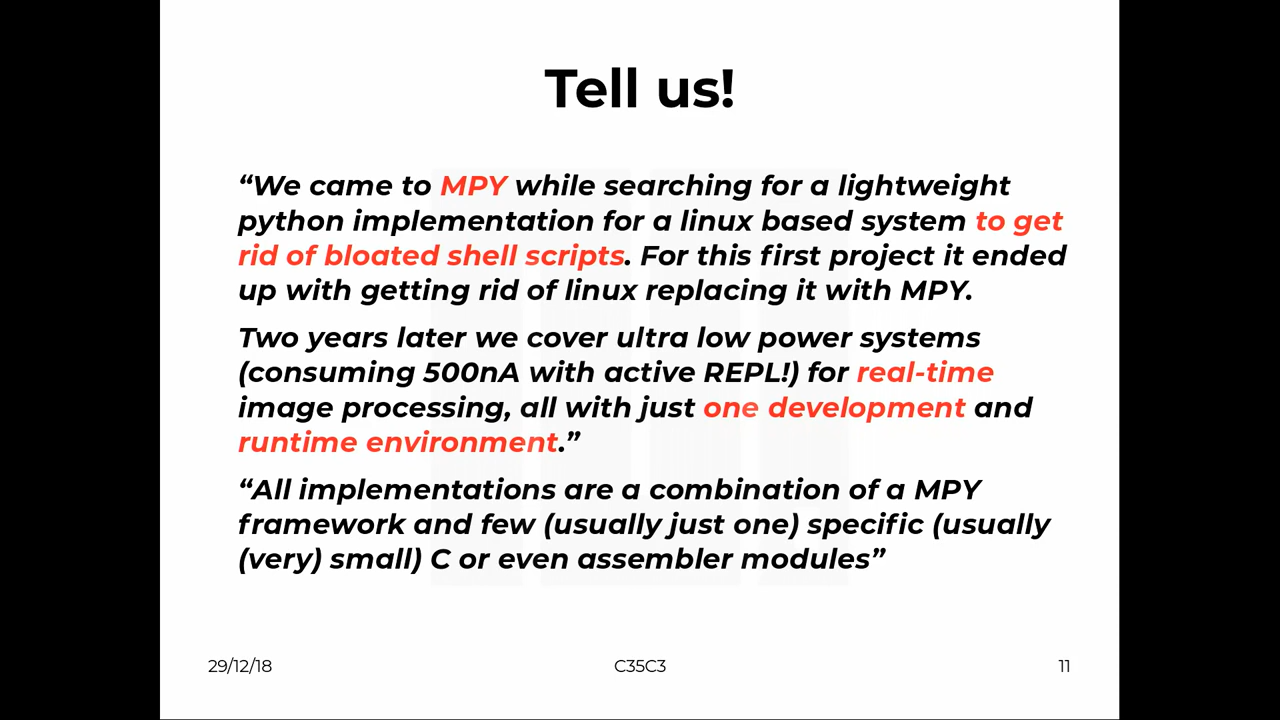 Tell us!
“We came to MPY while searching for a lightweight
python implementation for a linux based system to get
rid of bloated shell scripts. For this first project it ended
up with getting rid of linux replacing it with MPY.
Two years later we cover ultra low power systems
(consuming 500nA with active REPL!) for real-time
image processing, all with just one development and
runtime environment.”
“All implementations are a combination of a MPY
framework and few (usually just one) specific (usually
(very) small) C or even assembler modules”
29/12/18 C35C3 11